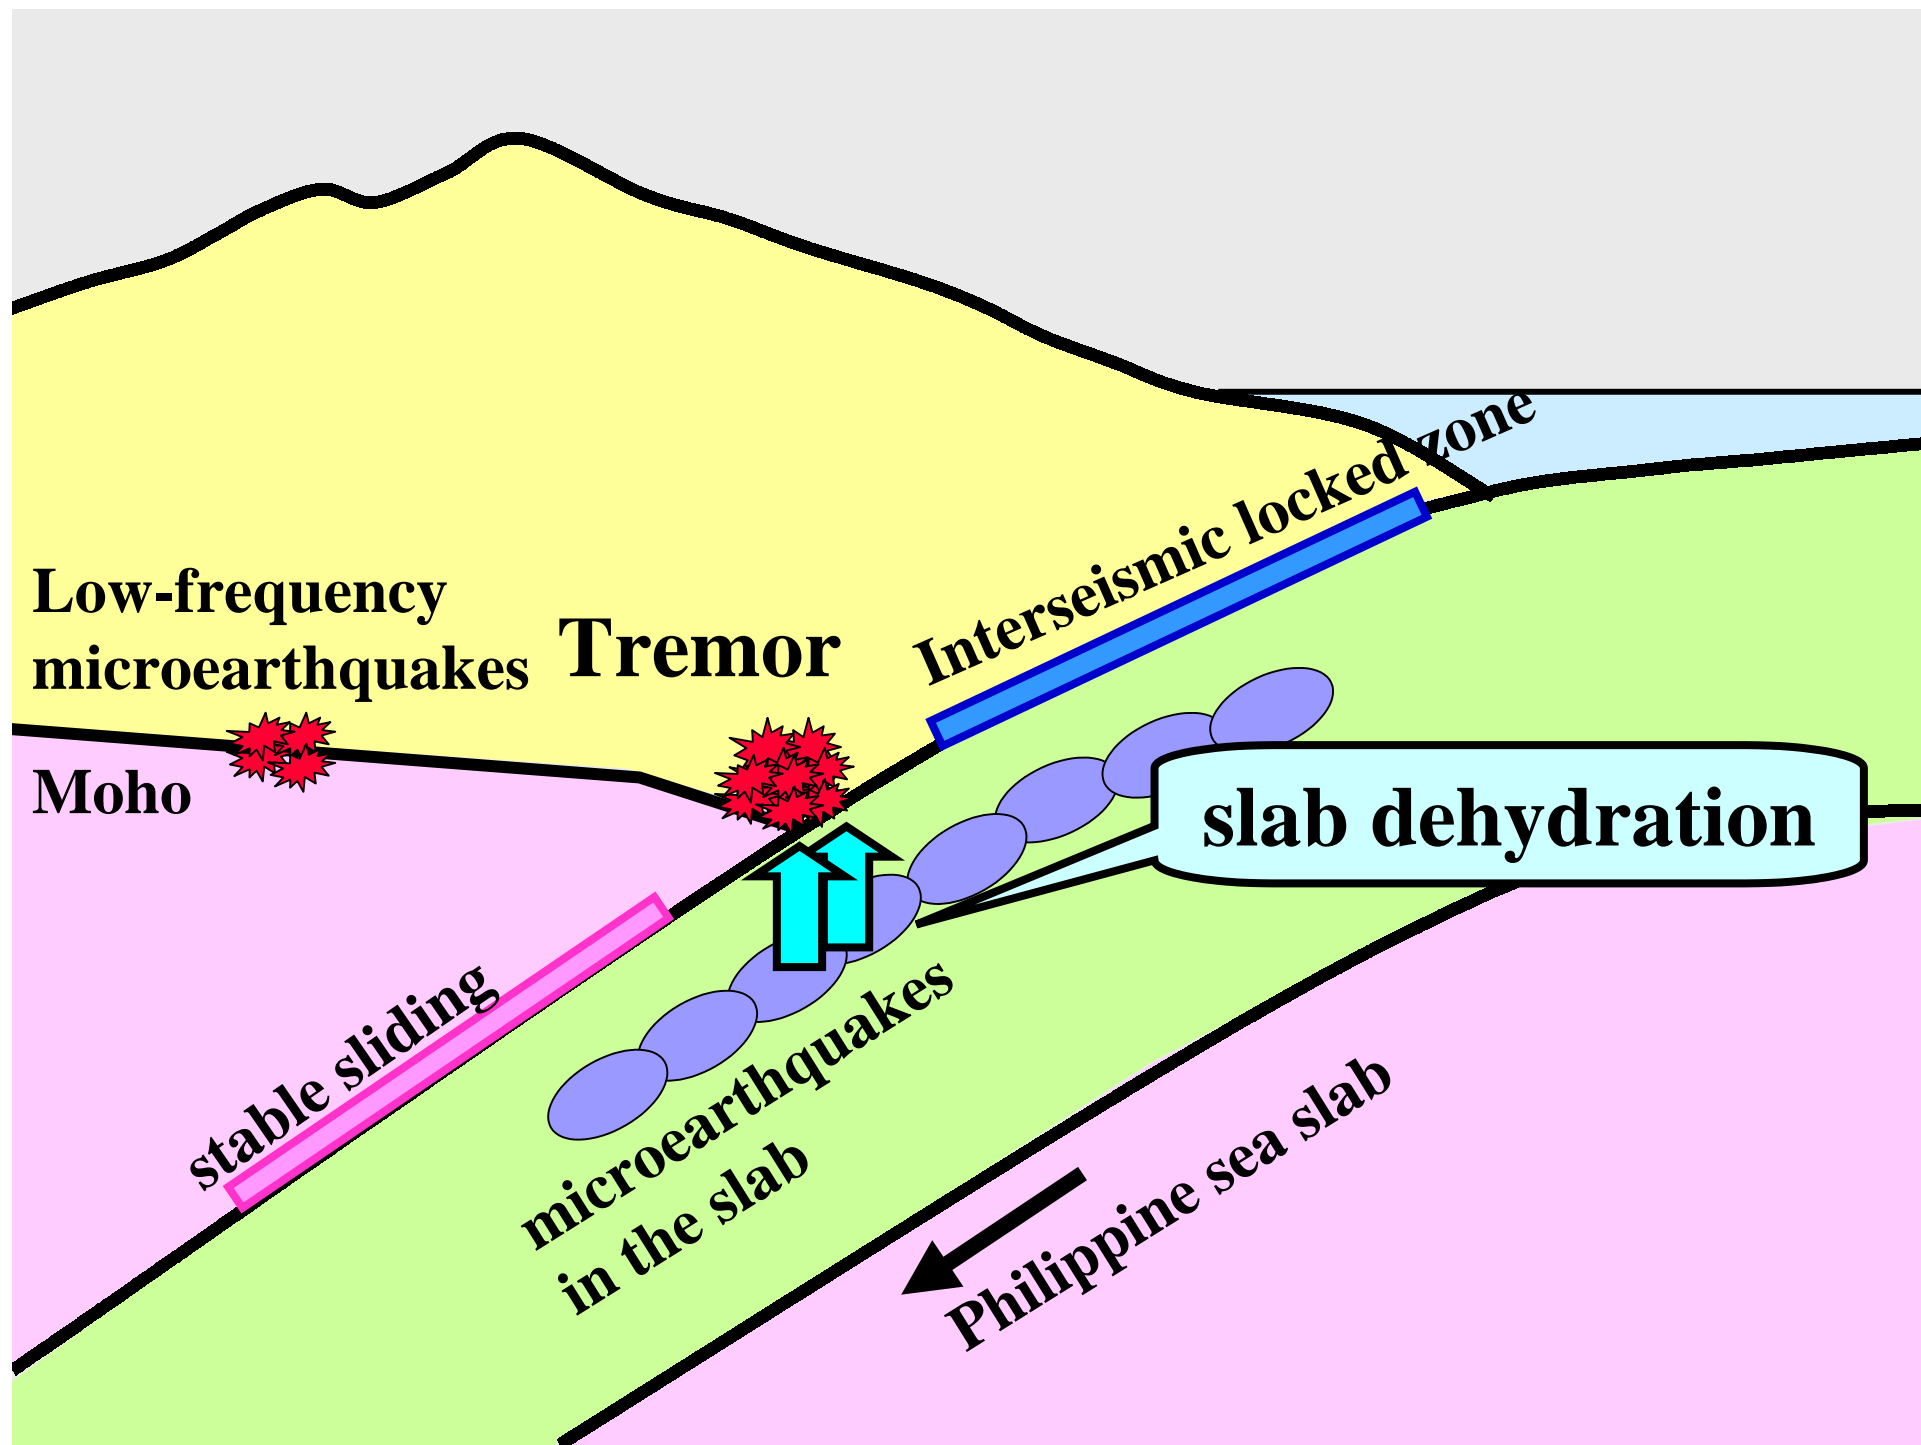 Interseismic locked zone
Low-frequency
microearthquakes
Tremor
Moho
slab dehydration
stable sliding
microearthquakes
in the slab
Philippine sea slab